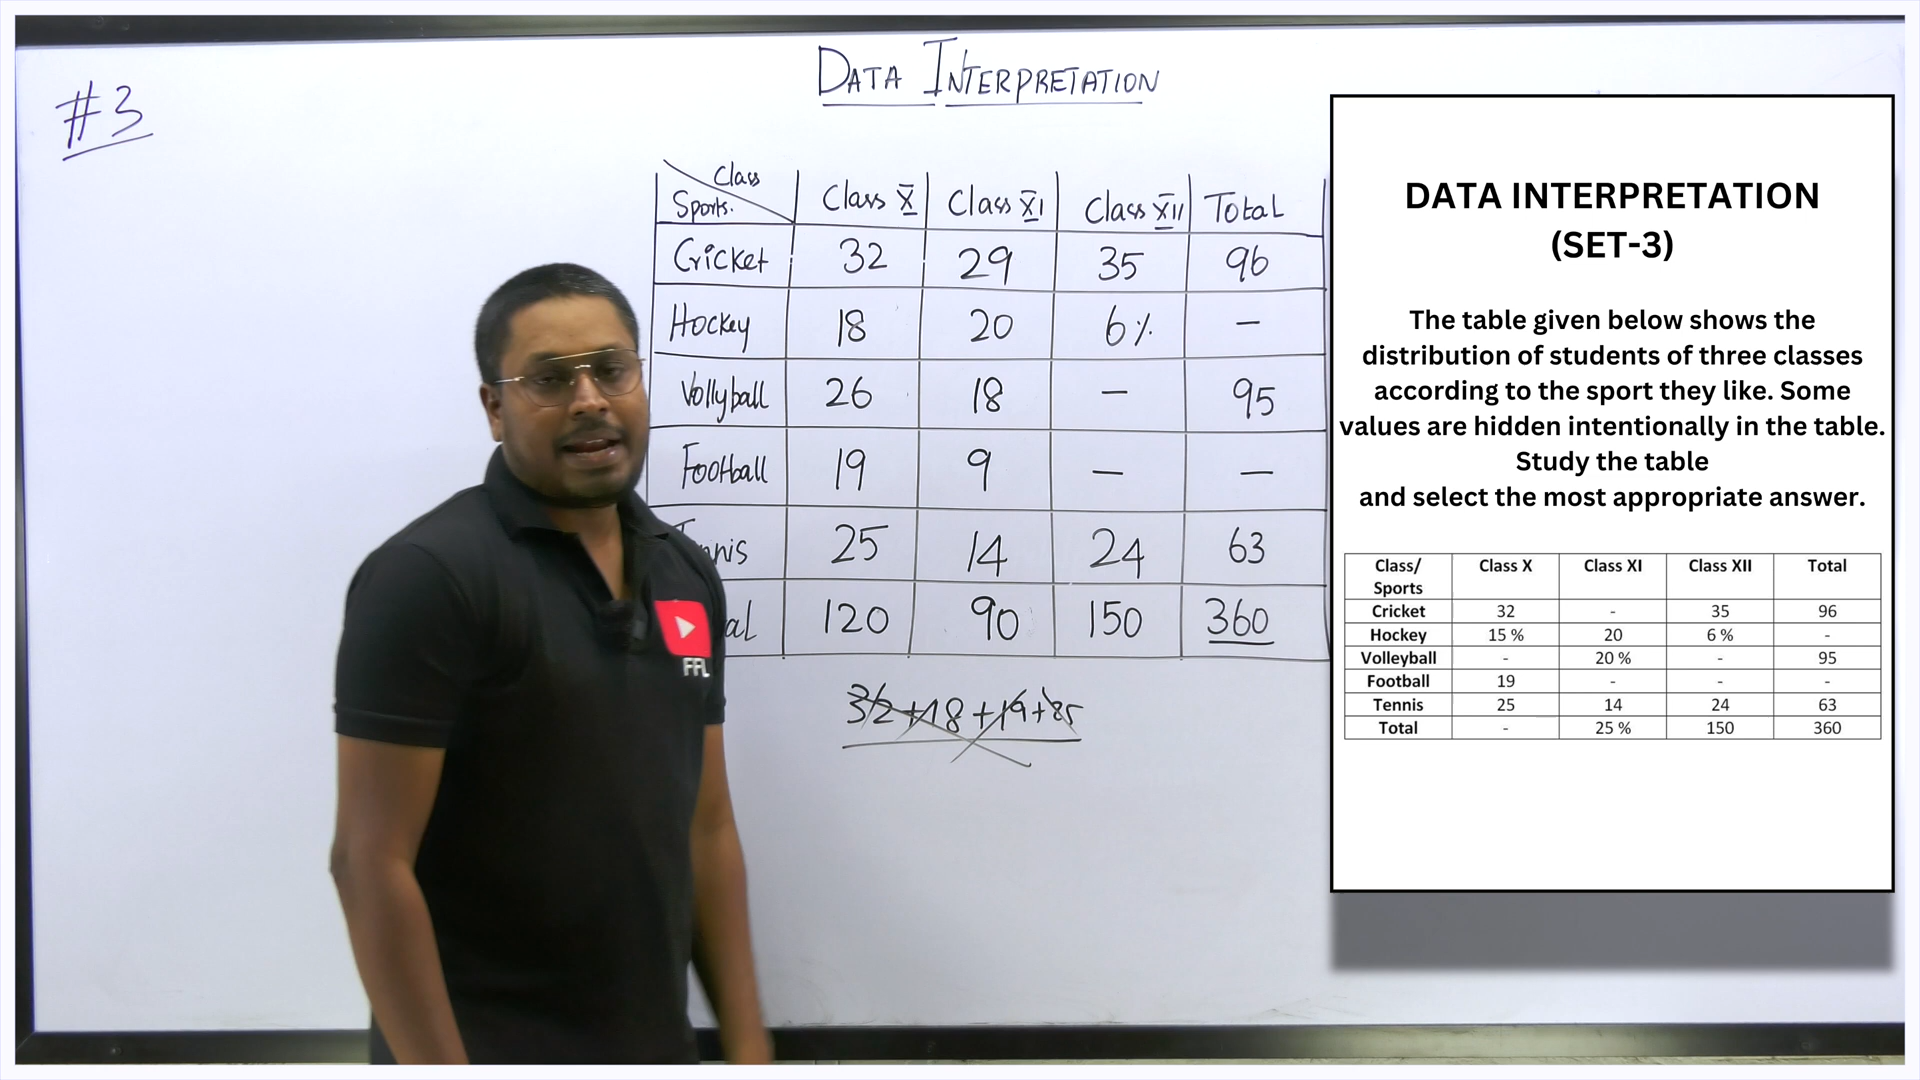 #3
DATA INTERPRETATION
Class
Sports.
Class X Class XI Class XII Total
Cricket 32 29 35 96
Hockey 18 20 6% –
Vollyball 26 18 – 95
Football 19 9 – –
nnis 25 14 24 63
al 120 90 150 360
32+18+19+25
FFL
DATA INTERPRETATION
(SET-3)
The table given below shows the
distribution of students of three classes
according to the sport they like. Some
values are hidden intentionally in the table.
Study the table
and select the most appropriate answer.
Class/ Class X Class XI Class XII Total
Sports
Cricket 32 - 35 96
Hockey 15 % 20 6 % -
Volleyball - 20 % - 95
Football 19 - - -
Tennis 25 14 24 63
Total - 25 % 150 360